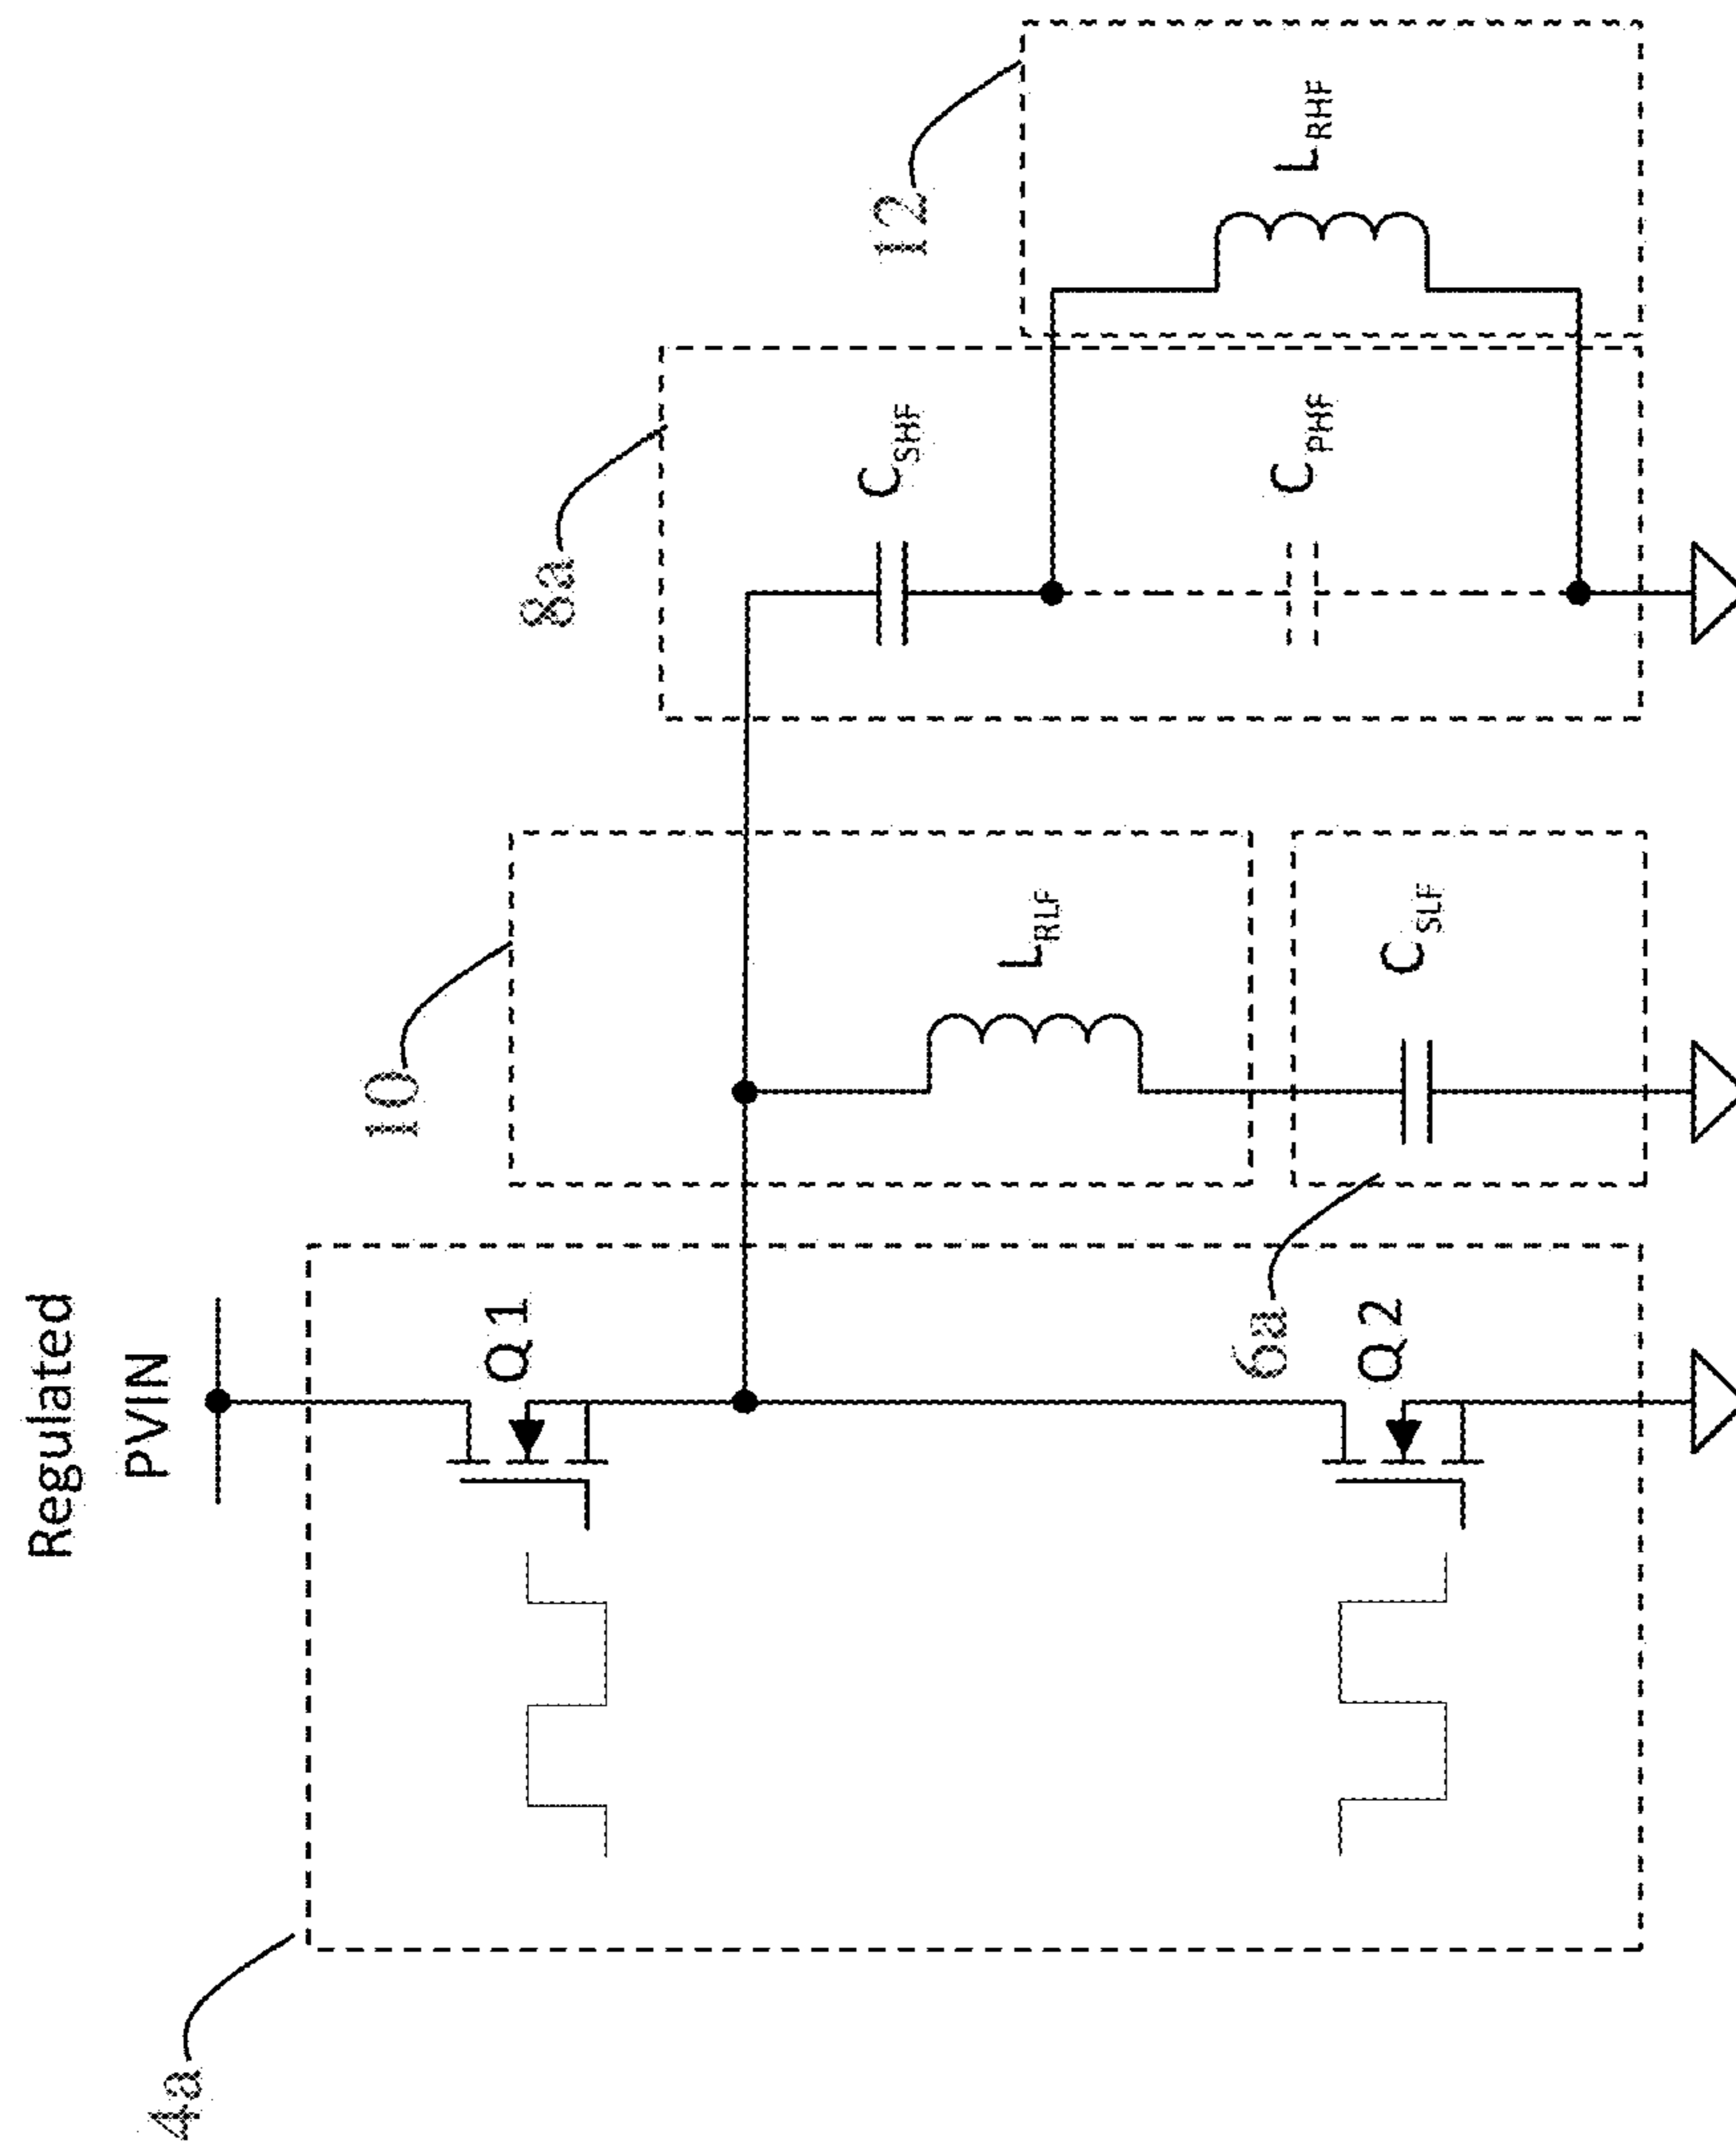 Regulated
PVIN
4a
Q1
Q2
10
L_RLF
6a
C_SLF
8a
C_SHF
C_PHF
12
L_RHF